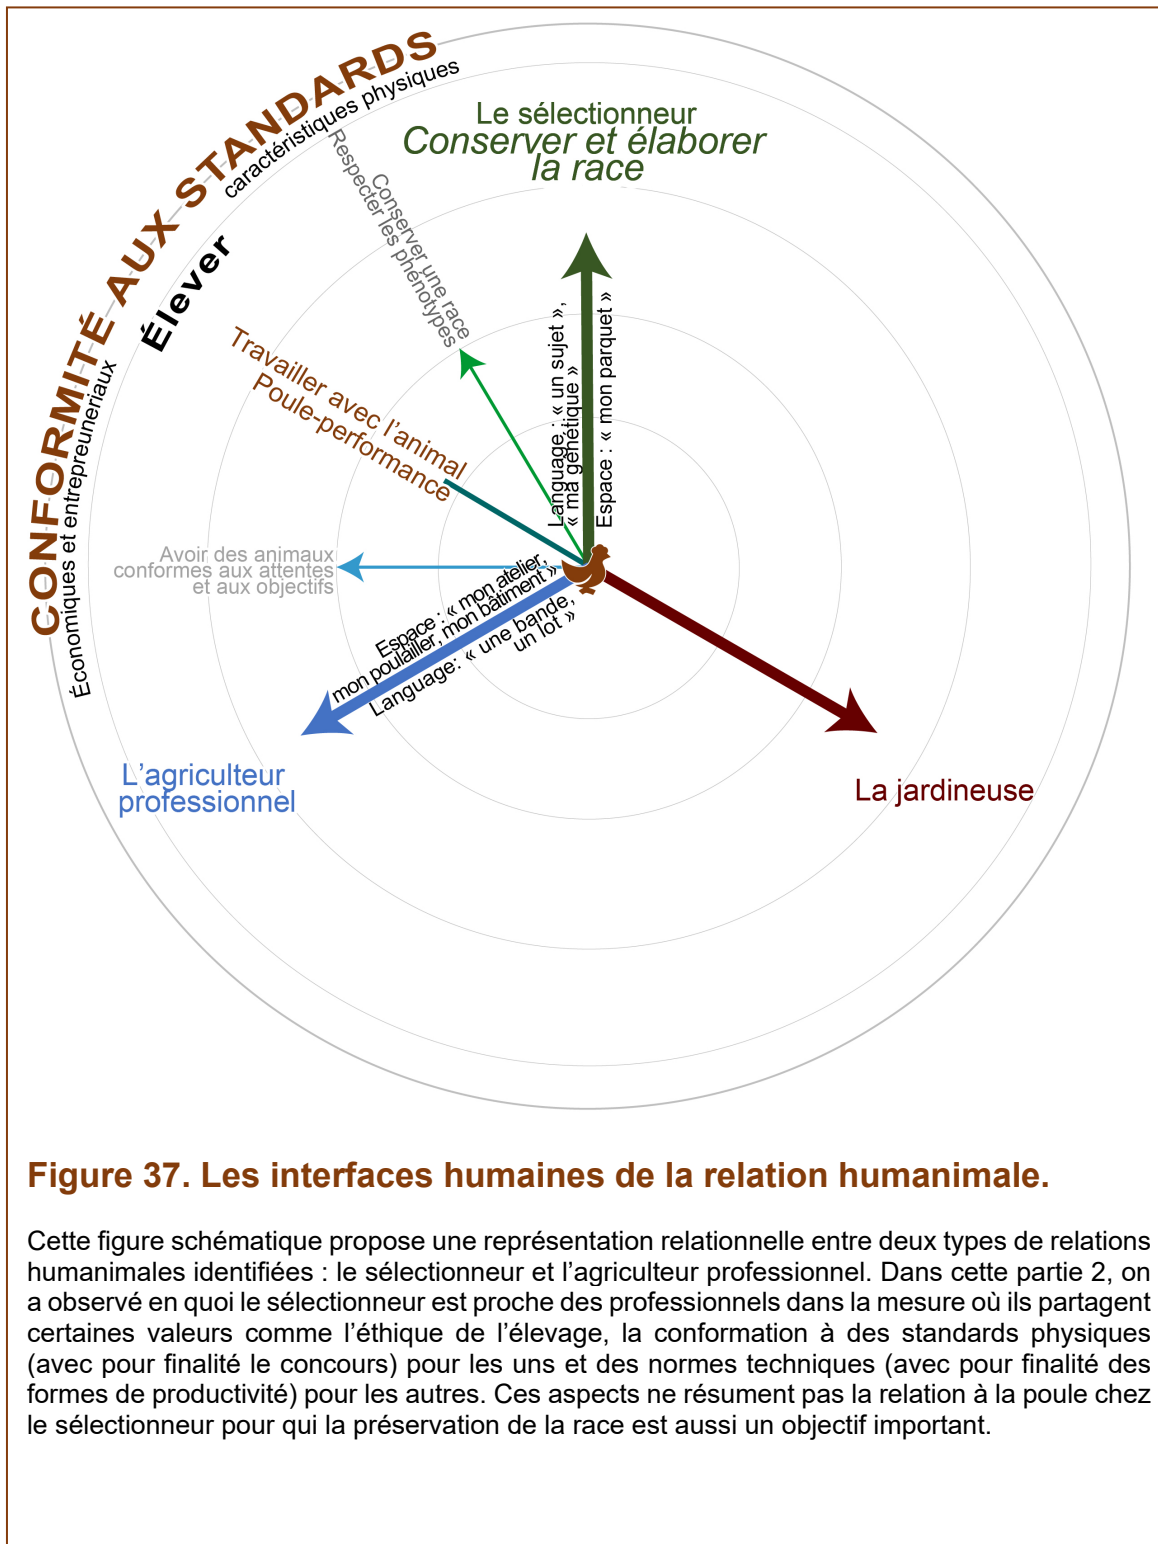 CONFORMITÉ AUX STANDARDS
caractéristiques physiques
Économiques et entrepruneriaux
Élever
Le sélectionneur
Conserver et élaborer
la race
Conserver une race
Respecter les phénotypes
Travailler avec l’animal
Poule-performance
Language : « un sujet »,
« ma génétique »
Espace : « mon parquet »
Avoir des animaux
conformes aux attentes
et aux objectifs
Espace : « mon atelier,
mon poulailler, mon bâtiment »
Language: « une bande,
un lot »
L’agriculteur
professionnel
La jardineuse
Figure 37. Les interfaces humaines de la relation humanimale.
Cette figure schématique propose une représentation relationnelle entre deux types de relations
humanimales identifiées : le sélectionneur et l’agriculteur professionnel. Dans cette partie 2, on
a observé en quoi le sélectionneur est proche des professionnels dans la mesure où ils partagent
certaines valeurs comme l’éthique de l’élevage, la conformation à des standards physiques
(avec pour finalité le concours) pour les uns et des normes techniques (avec pour finalité des
formes de productivité) pour les autres. Ces aspects ne résument pas la relation à la poule chez
le sélectionneur pour qui la préservation de la race est aussi un objectif important.